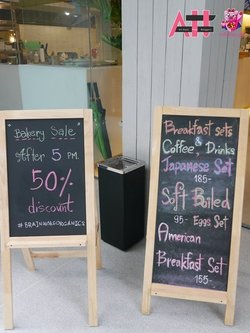 Bakery Sale
After 5 PM.
50%
discount
Breakfast sets
&
Coffee, Drinks
Japanese Set
185-
Soft Boiled
95- Eggs Set
American
Breakfast Set
155-